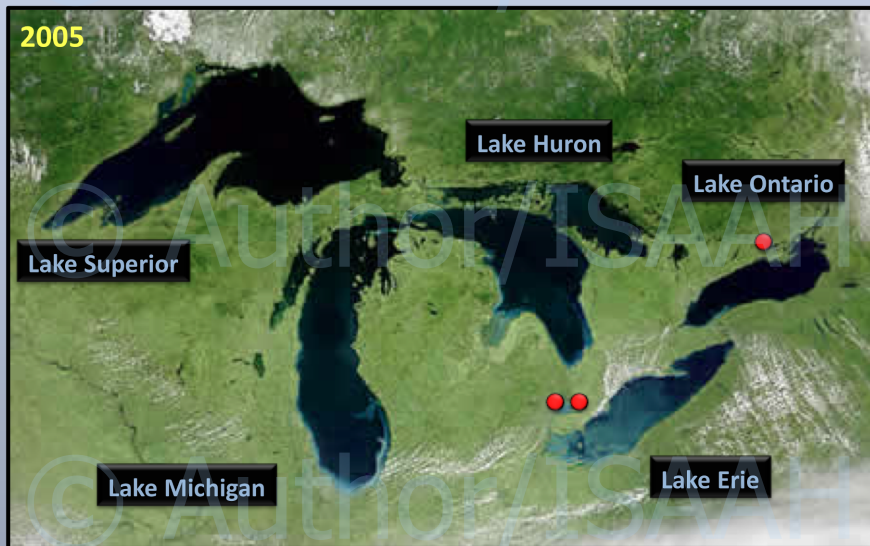 2005
Lake Huron
Lake Ontario
© Author/ISAAH
Lake Superior
Lake Erie
Lake Michigan
© Author/ISAAH